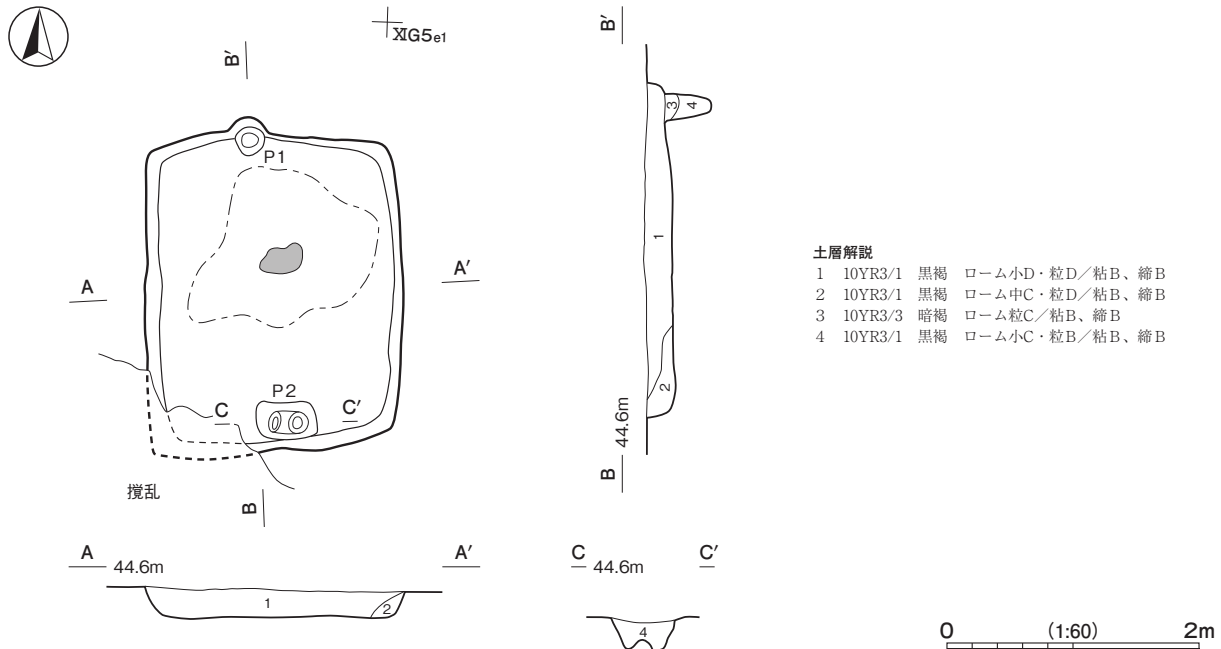 ⅪG5e1
B′
B′
P1
3
4
1
A
A′
土層解説
1 10YR3/1 黒褐 ローム小D・粒D／粘B、締B
2 10YR3/1 黒褐 ローム中C・粒D／粘B、締B
3 10YR3/3 暗褐 ローム粒C／粘B、締B
4 10YR3/1 黒褐 ローム小C・粒B／粘B、締B
P2
C
C′
2
44.6m
撹乱
B
B
A 44.6m A′
C 44.6m C′
1
2
4
0 (1:60) 2m